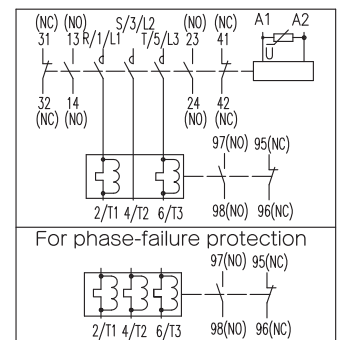 (NC) (NO) S/3/L2 (NO) (NC) A1 A2
31 13 R/1/L1 T/5/L3 23 41
U
32 14 24 42
(NC) (NO) (NO) (NC)
97(NO) 95(NC)
2/T1 4/T2 6/T3 98(NO) 96(NC)
For phase-failure protection
97(NO) 95(NC)
2/T1 4/T2 6/T3 98(NO) 96(NC)